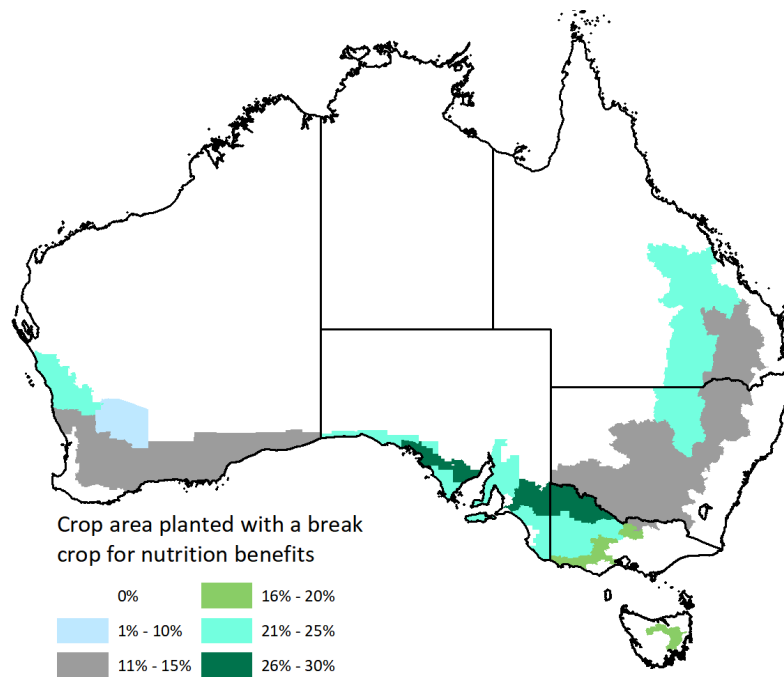 Crop area planted with a break
crop for nutrition benefits
0%
16% - 20%
1% - 10%
21% - 25%
11% - 15%
26% - 30%